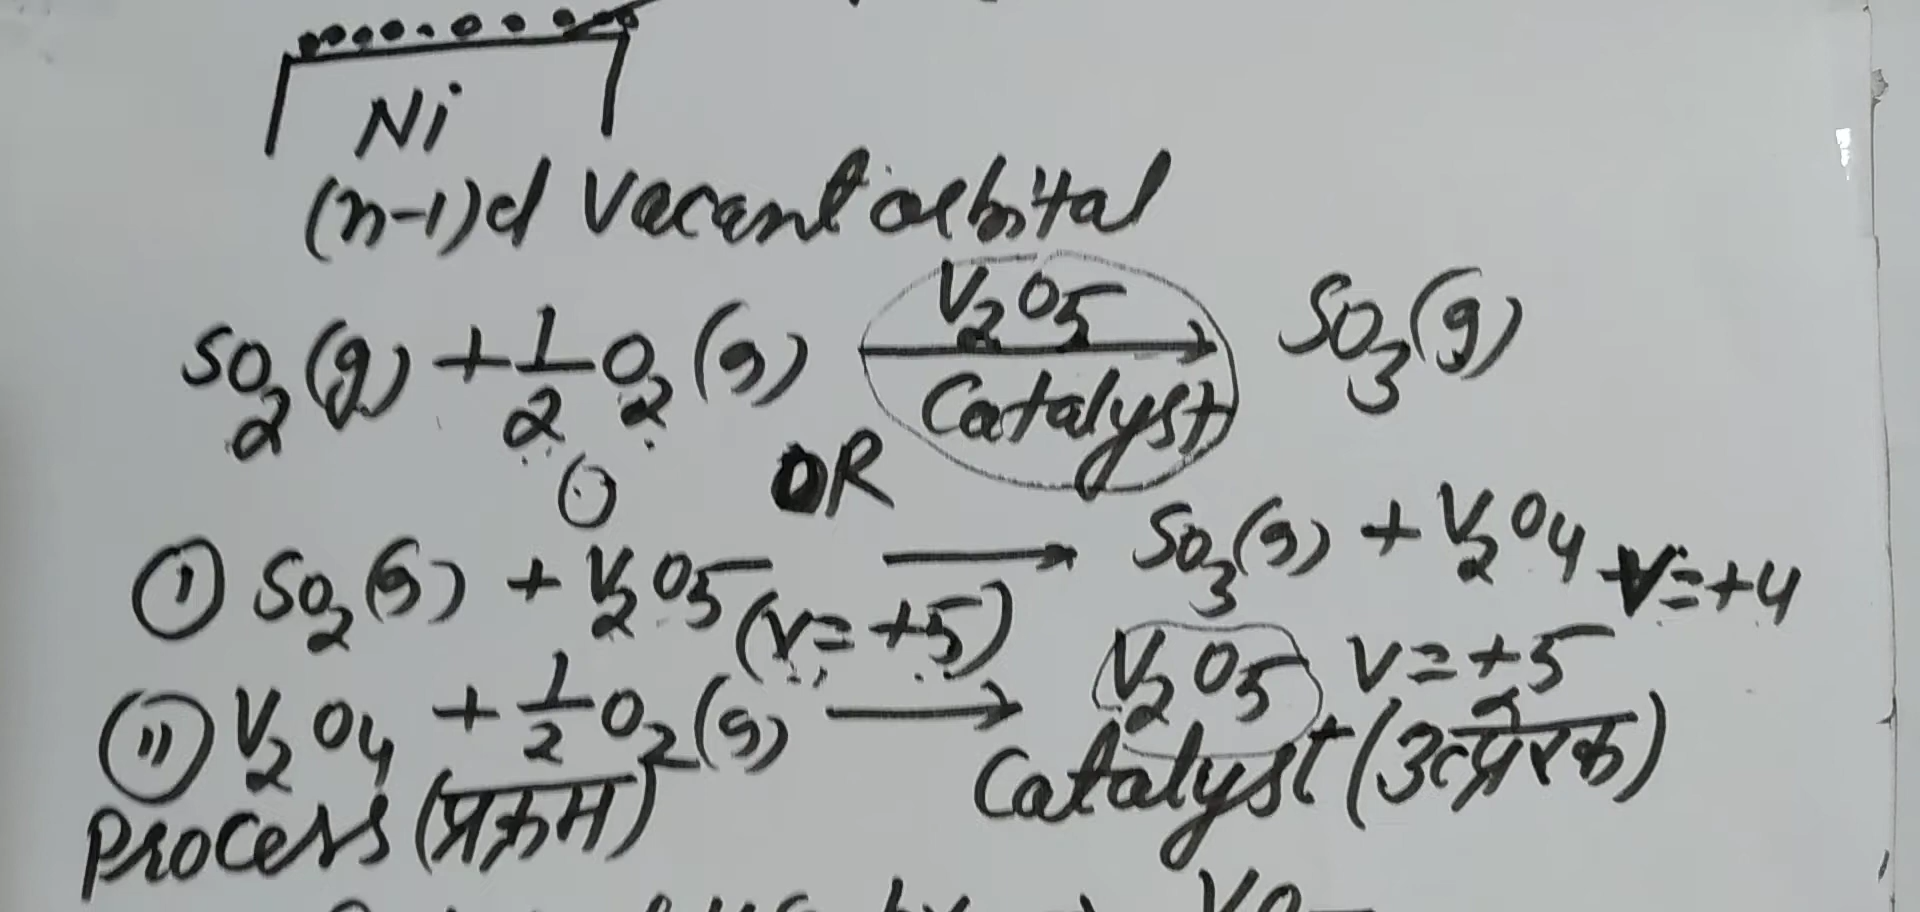 Ni
(n-1)d Vacant orbital
SO2(g) + 1/2 O2(g) V2O5 Catalyst → SO3(g)
OR
(i) SO2(g) + V2O5 (V=+5) → SO3(g) + V2O4 V=+4
(ii) V2O4 + 1/2 O2(g) → V2O5 V=+5
Process (प्रक्रम) Catalyst (उत्प्रेरक)